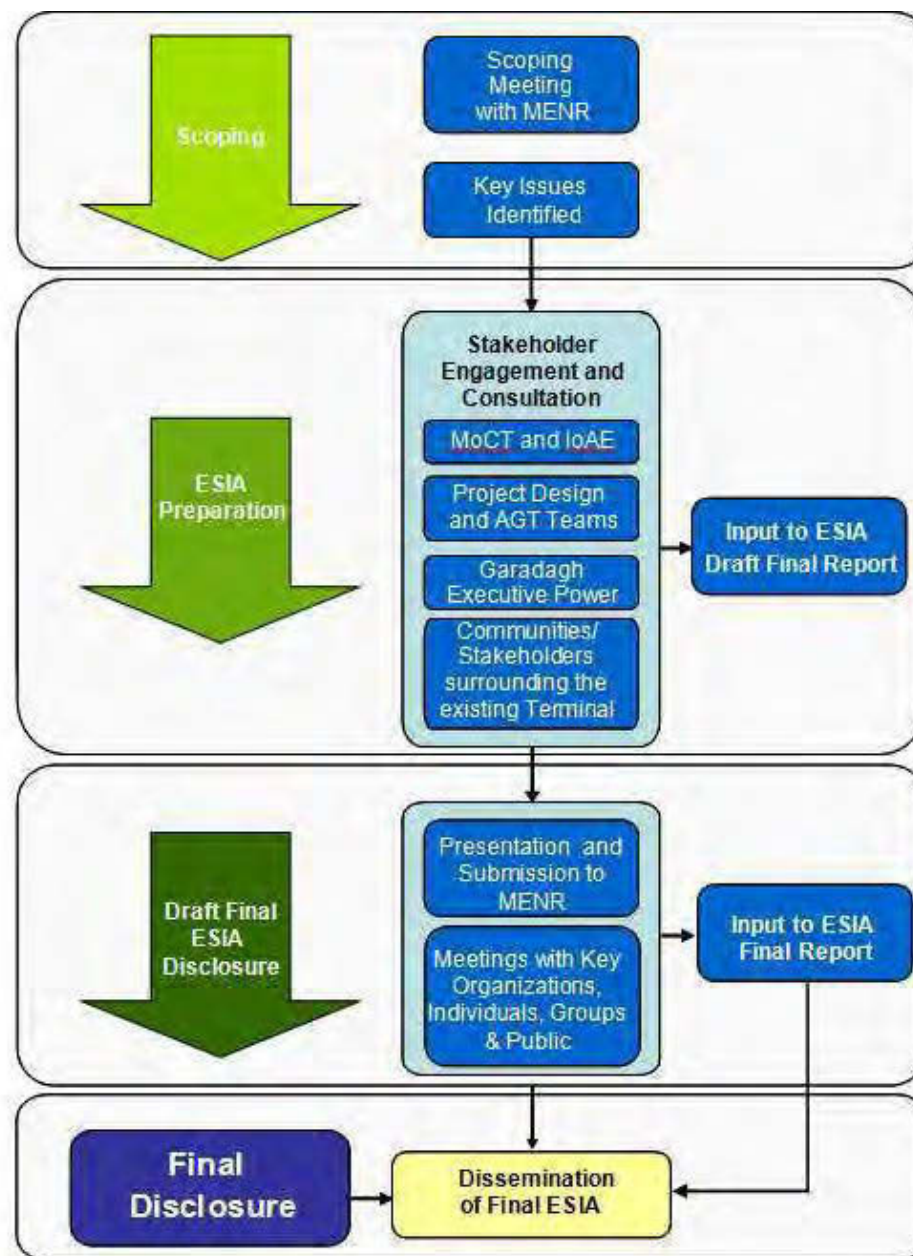 Scoping
Scoping
Meeting
with MENR
Key Issues
Identified
ESIA
Preparation
Stakeholder
Engagement and
Consultation
MoCT and IoAE
Project Design
and AGT Teams
Garadagh
Executive Power
Communities/
Stakeholders
surrounding the
existing Terminal
Input to ESIA
Draft Final Report
Draft Final
ESIA
Disclosure
Presentation and
Submission to
MENR
Meetings with Key
Organizations,
Individuals, Groups
& Public
Input to ESIA
Final Report
Final
Disclosure
Dissemination
of Final ESIA